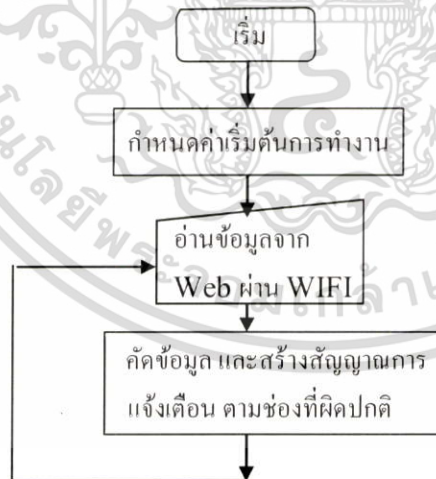 เริ่ม
กำหนดค่าเริ่มต้นการทำงาน
อ่านข้อมูลจาก
Web ผ่าน WIFI
คัดข้อมูล และสร้างสัญญาณการ
แจ้งเตือน ตามช่องที่ผิดปกติ